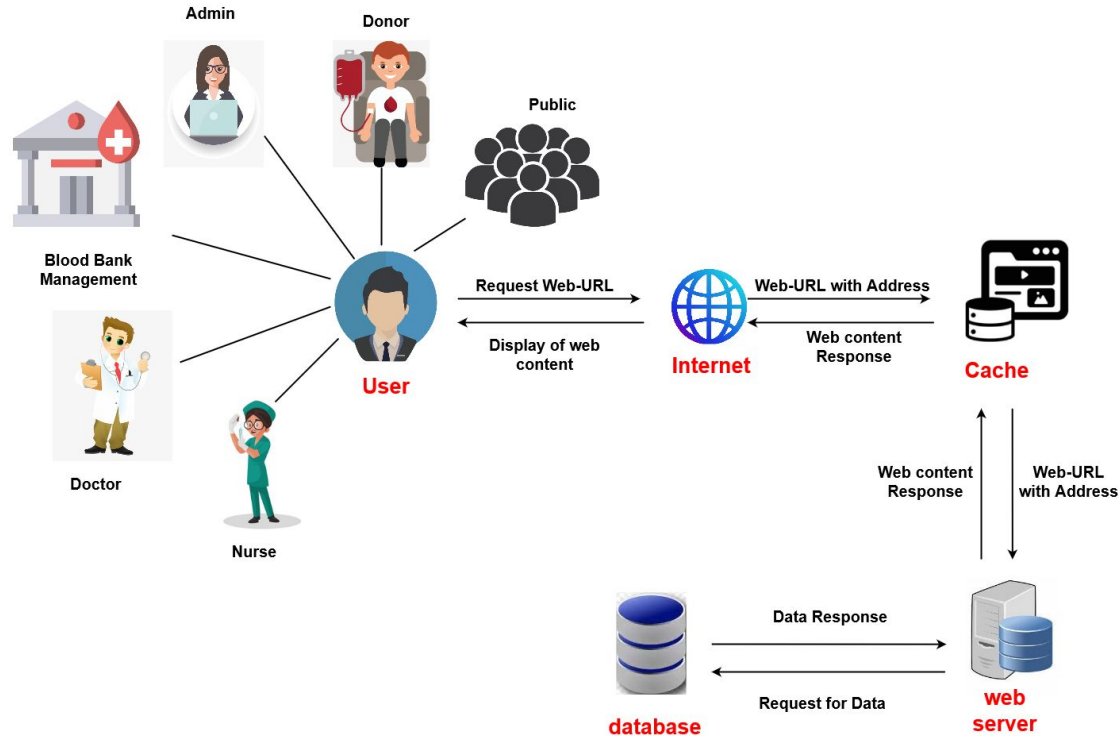 Admin
Donor
Public
Blood Bank
Management
Doctor
Nurse
User
Request Web-URL
Display of web
content
Internet
Web-URL with Address
Web content
Response
Cache
Web content
Response
Web-URL
with Address
Data Response
Request for Data
database
web
server